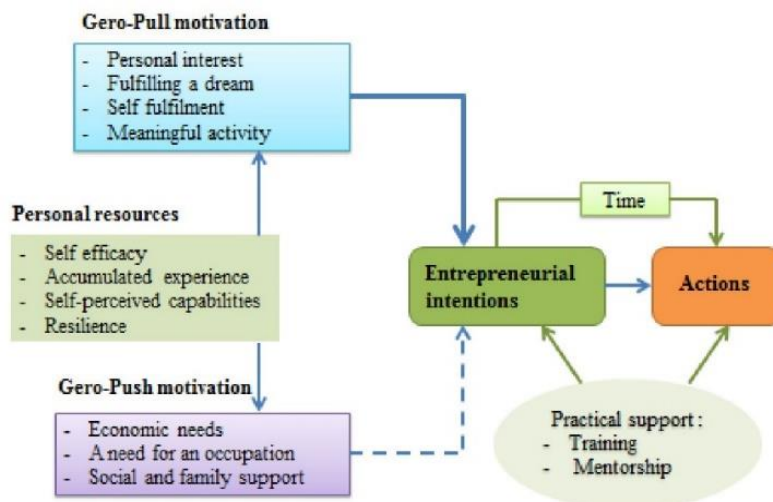 Gero-Pull motivation
- Personal interest
- Fulfilling a dream
- Self fulfilment
- Meaningful activity
Personal resources
- Self efficacy
- Accumulated experience
- Self-perceived capabilities
- Resilience
Gero-Push motivation
- Economic needs
- A need for an occupation
- Social and family support
Time
Entrepreneurial
intentions
Actions
Practical support :
- Training
- Mentorship